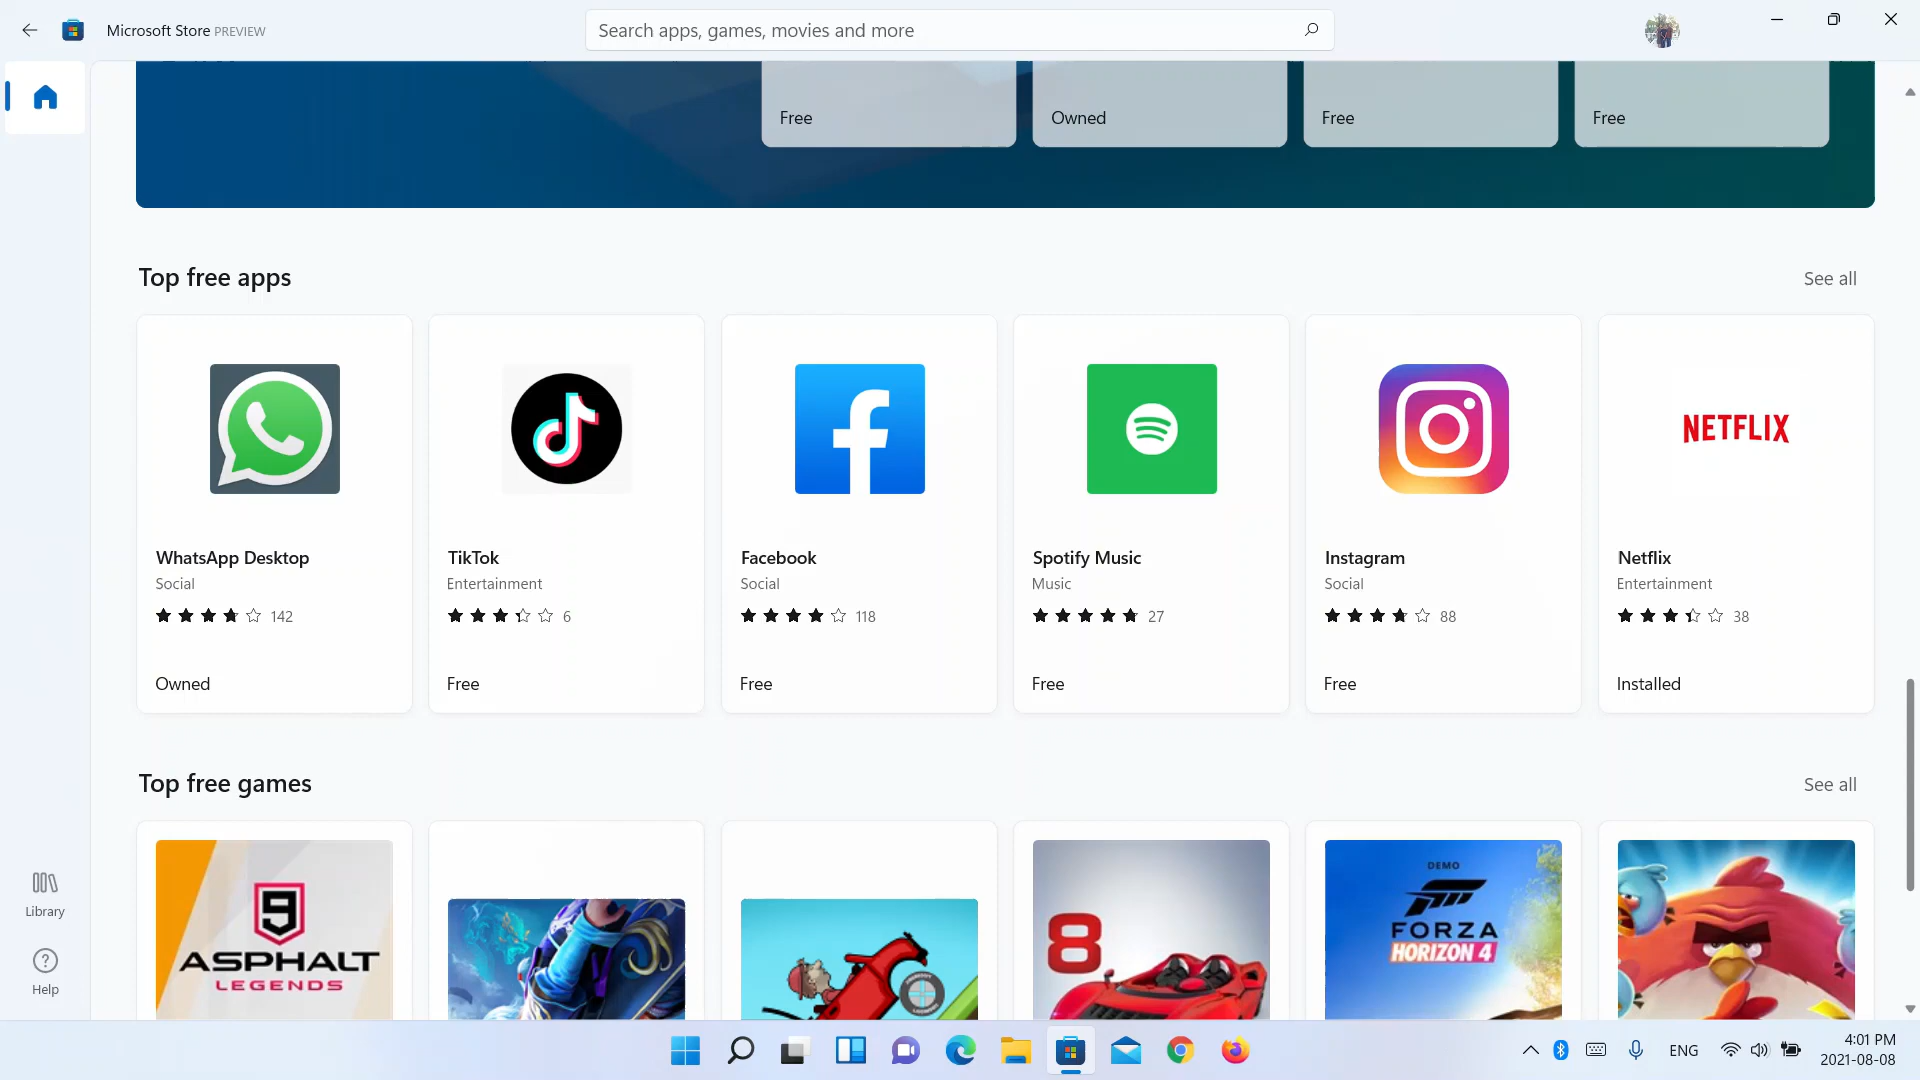 Microsoft Store PREVIEW
Search apps, games, movies and more
Free
Owned
Free
Free
Top free apps
See all
NETFLIX
WhatsApp Desktop
Social
142
Owned
TikTok
Entertainment
6
Free
Facebook
Social
118
Free
Spotify Music
Music
27
Free
Instagram
Social
88
Free
Netflix
Entertainment
38
Installed
Top free games
See all
9
ASPHALT
LEGENDS
8
DEMO
FORZA
HORIZON 4
Library
Help
ENG
4:01 PM
2021-08-08